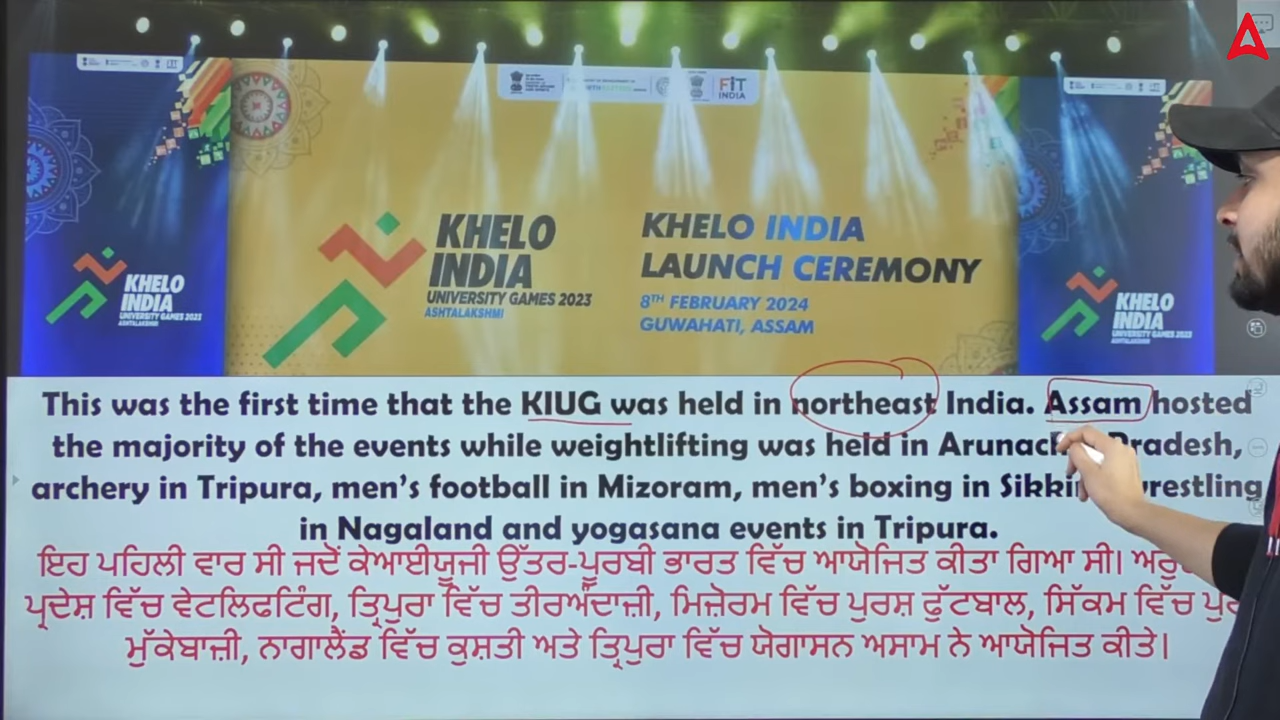 KHELO
INDIA
UNIVERSITY GAMES 2023
ASHTALAKSHMI
KHELO
INDIA
UNIVERSITY GAMES 2023
ASHTALAKSHMI
FIT
INDIA
KHELO INDIA
LAUNCH CEREMONY
8TH FEBRUARY 2024
GUWAHATI, ASSAM
KHELO
INDIA
UNIVERSITY GAMES 2023
ASHTALAKSHMI
This was the first time that the KIUG was held in northeast India. Assam hosted
the majority of the events while weightlifting was held in
archery in Tripura, men's football in Mizoram, men's boxing in
in Nagaland and yogasana events in Tripura.
ਇਹ ਪਹਿਲੀ ਵਾਰ ਸੀ ਜਦੋਂ ਕੇਆਈਯੂਜੀ ਉੱਤਰ-ਪੂਰਬੀ ਭਾਰਤ ਵਿੱਚ ਆਯੋਜਿਤ ਕੀਤਾ ਗਿਆ ਸੀ।
ਪ੍ਰਦੇਸ਼ ਵਿੱਚ ਵੇਟਲਿਫਟਿੰਗ, ਤ੍ਰਿਪੁਰਾ ਵਿੱਚ ਤੀਰਅੰਦਾਜ਼ੀ, ਮਿਜ਼ੋਰਮ ਵਿੱਚ ਪੁਰਸ਼ ਫੁੱਟਬਾਲ, ਸਿੱਕਮ ਵਿੱਚ
ਮੁੱਕੇਬਾਜ਼ੀ, ਨਾਗਾਲੈਂਡ ਵਿੱਚ ਕੁਸ਼ਤੀ ਅਤੇ ਤ੍ਰਿਪੁਰਾ ਵਿੱਚ ਯੋਗਾਸਨ ਅਸਾਮ ਨੇ ਆਯੋਜਿਤ ਕੀਤੇ।